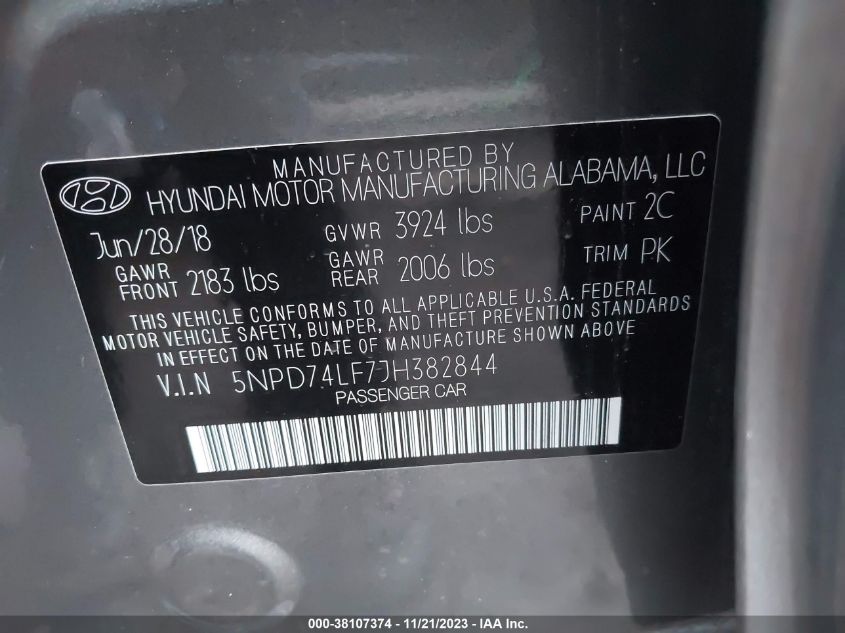 MANUFACTURED BY
HYUNDAI MOTOR MANUFACTURING ALABAMA, LLC
Jun/28/18 GVWR 3924 lbs PAINT 2C
GAWR FRONT 2183 lbs GAWR REAR 2006 lbs TRIM PK
THIS VEHICLE CONFORMS TO ALL APPLICABLE U.S.A. FEDERAL
MOTOR VEHICLE SAFETY, BUMPER, AND THEFT PREVENTION STANDARDS
IN EFFECT ON THE DATE OF MANUFACTURE SHOWN ABOVE
V.I.N 5NPD74LF7JH382844
PASSENGER CAR
000-38107374 - 11/21/2023 - IAA Inc.